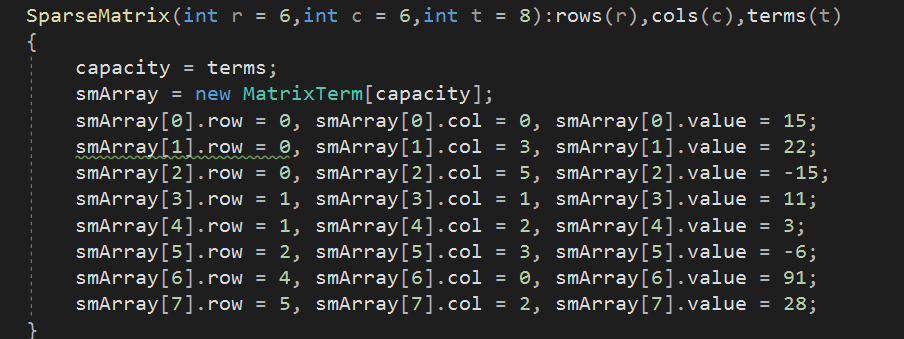 SparseMatrix(int r = 6,int c = 6,int t = 8):rows(r),cols(c),terms(t)
{
capacity = terms;
smArray = new MatrixTerm[capacity];
smArray[0].row = 0, smArray[0].col = 0, smArray[0].value = 15;
smArray[1].row = 0, smArray[1].col = 3, smArray[1].value = 22;
smArray[2].row = 0, smArray[2].col = 5, smArray[2].value = -15;
smArray[3].row = 1, smArray[3].col = 1, smArray[3].value = 11;
smArray[4].row = 1, smArray[4].col = 2, smArray[4].value = 3;
smArray[5].row = 2, smArray[5].col = 3, smArray[5].value = -6;
smArray[6].row = 4, smArray[6].col = 0, smArray[6].value = 91;
smArray[7].row = 5, smArray[7].col = 2, smArray[7].value = 28;
}